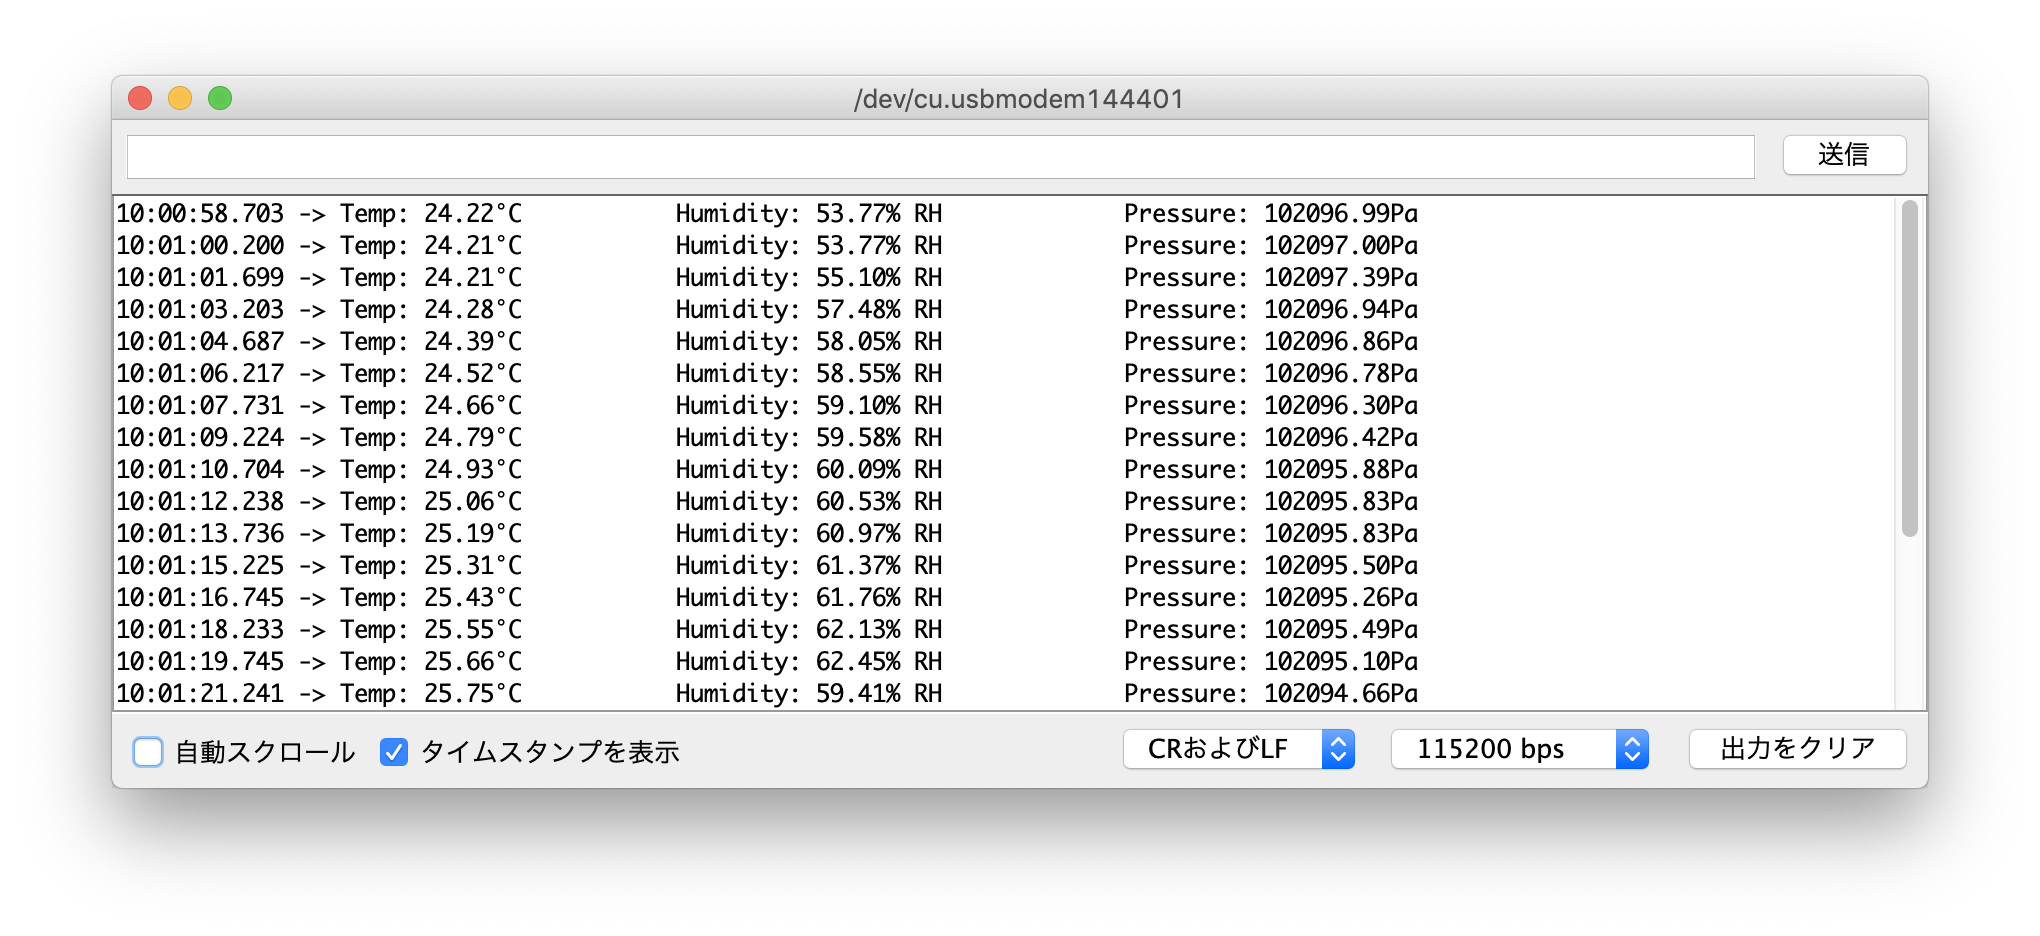 /dev/cu.usbmodem144401
送信
10:00:58.703 -> Temp: 24.22°C Humidity: 53.77% RH Pressure: 102096.99Pa
10:01:00.200 -> Temp: 24.21°C Humidity: 53.77% RH Pressure: 102097.00Pa
10:01:01.699 -> Temp: 24.21°C Humidity: 55.10% RH Pressure: 102097.39Pa
10:01:03.203 -> Temp: 24.28°C Humidity: 57.48% RH Pressure: 102096.94Pa
10:01:04.687 -> Temp: 24.39°C Humidity: 58.05% RH Pressure: 102096.86Pa
10:01:06.217 -> Temp: 24.52°C Humidity: 58.55% RH Pressure: 102096.78Pa
10:01:07.731 -> Temp: 24.66°C Humidity: 59.10% RH Pressure: 102096.30Pa
10:01:09.224 -> Temp: 24.79°C Humidity: 59.58% RH Pressure: 102096.42Pa
10:01:10.704 -> Temp: 24.93°C Humidity: 60.09% RH Pressure: 102095.88Pa
10:01:12.238 -> Temp: 25.06°C Humidity: 60.53% RH Pressure: 102095.83Pa
10:01:13.736 -> Temp: 25.19°C Humidity: 60.97% RH Pressure: 102095.83Pa
10:01:15.225 -> Temp: 25.31°C Humidity: 61.37% RH Pressure: 102095.50Pa
10:01:16.745 -> Temp: 25.43°C Humidity: 61.76% RH Pressure: 102095.26Pa
10:01:18.233 -> Temp: 25.55°C Humidity: 62.13% RH Pressure: 102095.49Pa
10:01:19.745 -> Temp: 25.66°C Humidity: 62.45% RH Pressure: 102095.10Pa
10:01:21.241 -> Temp: 25.75°C Humidity: 59.41% RH Pressure: 102094.66Pa
自動スクロール タイムスタンプを表示 CRおよびLF 115200 bps 出力をクリア